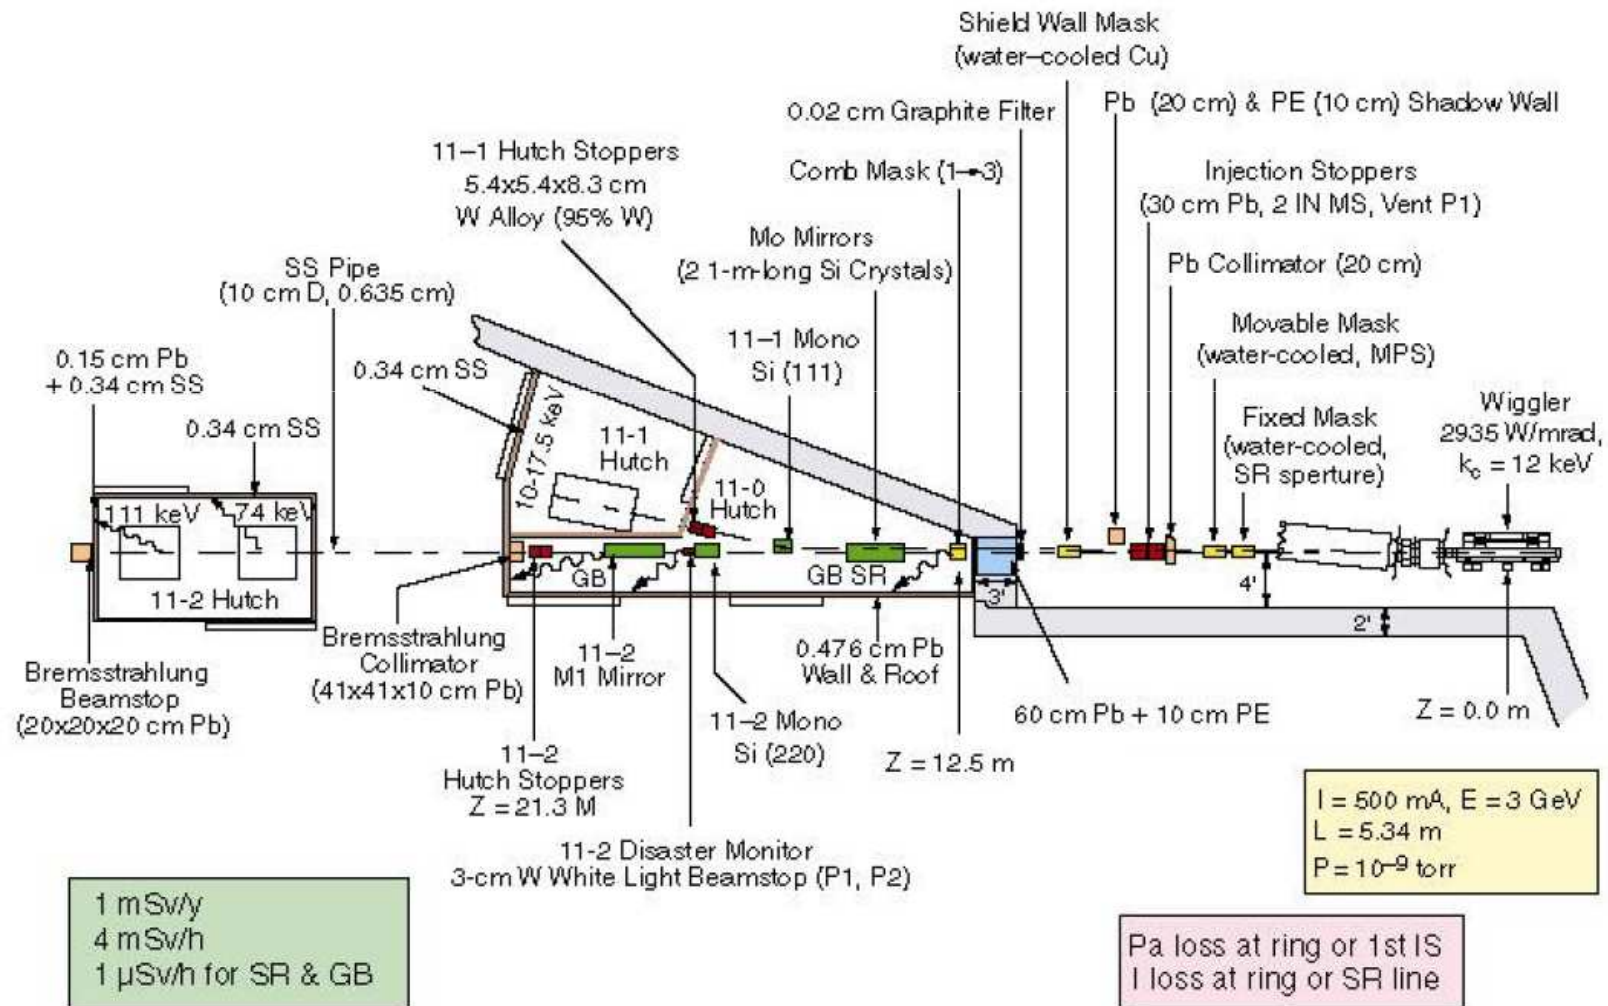 Shield Wall Mask
(water-cooled Cu)
0.02 cm Graphite Filter
Pb (20 cm) & PE (10 cm) Shadow Wall
11-1 Hutch Stoppers
5.4x5.4x8.3 cm
W Alloy (95% W)
Comb Mask (1→3)
Injection Stoppers
(30 cm Pb, 2 IN MS, Vent P1)
Mo Mirrors
(2 1-m-long Si Crystals)
Pb Collimator (20 cm)
SS Pipe
(10 cm D, 0.635 cm)
11-1 Mono
Si (111)
Movable Mask
(water-cooled, MPS)
0.15 cm Pb
+ 0.34 cm SS
0.34 cm SS
0.34 cm SS
Fixed Mask
(water-cooled,
SR sperture)
Wiggler
2935 W/mrad,
kc = 12 keV
10-17.5 keV
11-1
Hutch
11-0
Hutch
111 keV
74 keV
11-2 Hutch
GB
GB SR
3'
4'
2'
Bremsstrahlung
Beamstop
(20x20x20 cm Pb)
Bremsstrahlung
Collimator
(41x41x10 cm Pb)
11-2
M1 Mirror
0.476 cm Pb
Wall & Roof
60 cm Pb + 10 cm PE
Z = 0.0 m
11-2 Mono
Si (220)
Z = 12.5 m
11-2
Hutch Stoppers
Z = 21.3 M
11-2 Disaster Monitor
3-cm W White Light Beamstop (P1, P2)
I = 500 mA, E = 3 GeV
L = 5.34 m
P = 10⁻⁹ torr
1 mSv/y
4 mSv/h
1 µSv/h for SR & GB
Pa loss at ring or 1st IS
I loss at ring or SR line